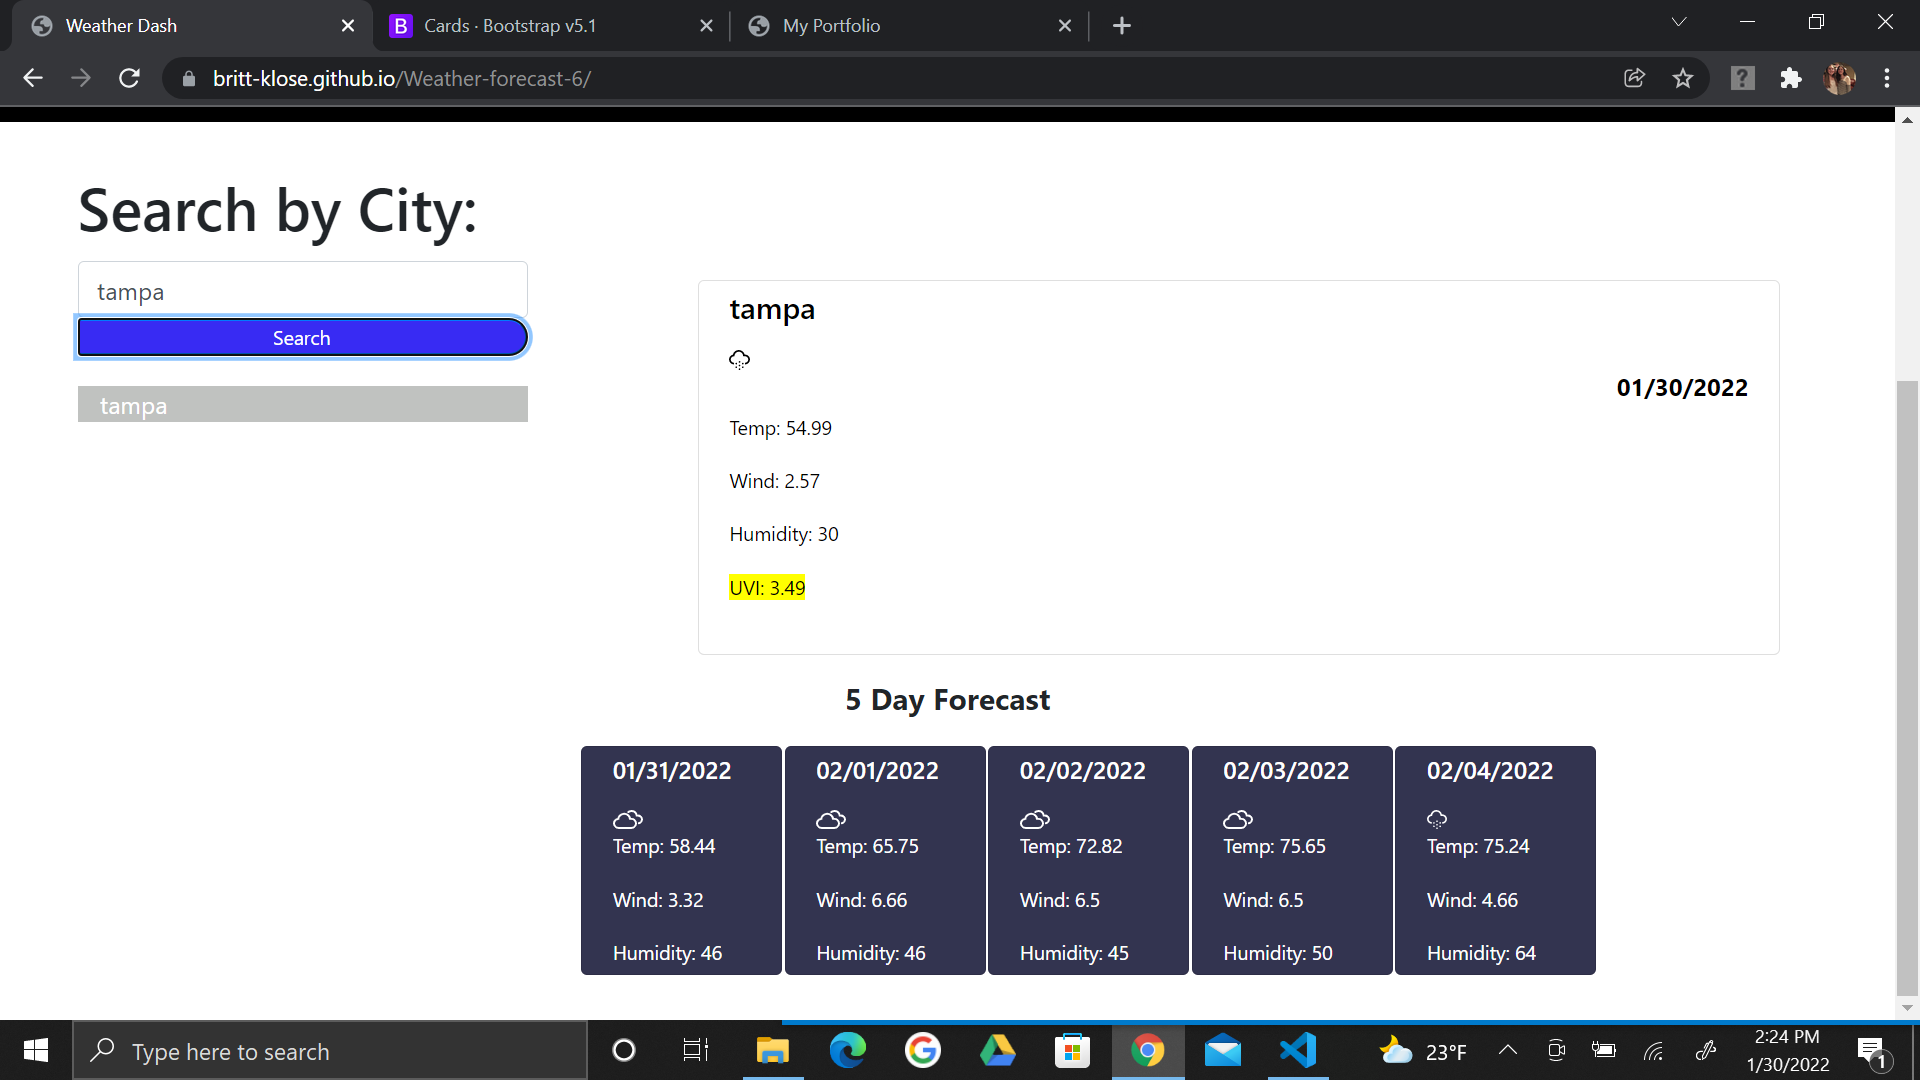 Weather Dash
B Cards · Bootstrap v5.1
My Portfolio
britt-klose.github.io/Weather-forecast-6/
Search by City:
tampa
Search
tampa
tampa
01/30/2022
Temp: 54.99
Wind: 2.57
Humidity: 30
UVI: 3.49
5 Day Forecast
01/31/2022
Temp: 58.44
Wind: 3.32
Humidity: 46
02/01/2022
Temp: 65.75
Wind: 6.66
Humidity: 46
02/02/2022
Temp: 72.82
Wind: 6.5
Humidity: 45
02/03/2022
Temp: 75.65
Wind: 6.5
Humidity: 50
02/04/2022
Temp: 75.24
Wind: 4.66
Humidity: 64
Type here to search
23°F
2:24 PM
1/30/2022
1